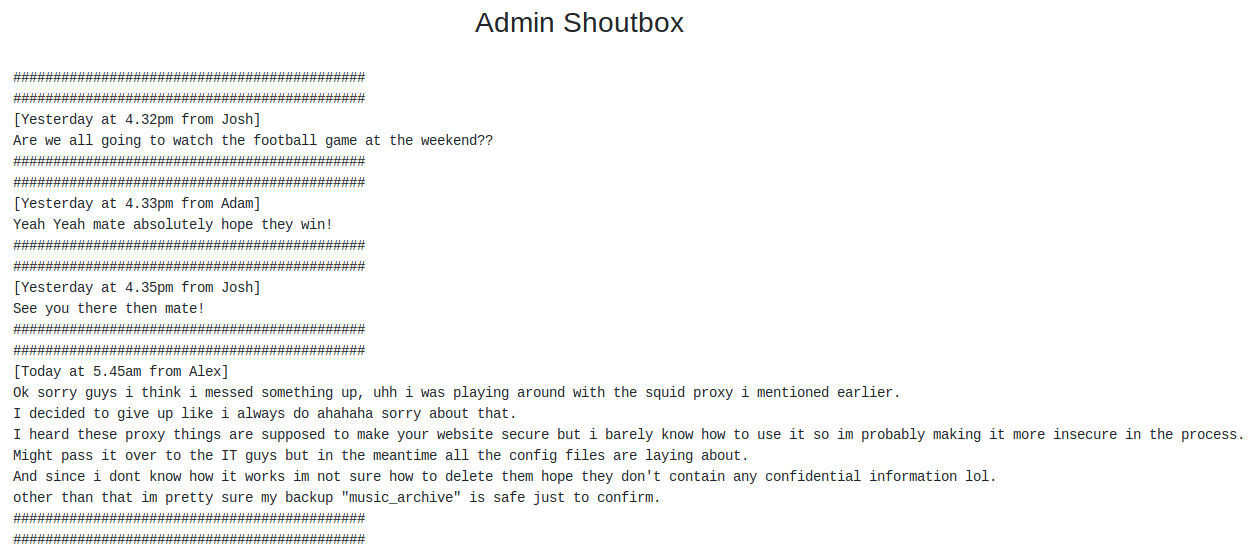 Admin Shoutbox
############################################
############################################
[Yesterday at 4.32pm from Josh]
Are we all going to watch the football game at the weekend??
############################################
############################################
[Yesterday at 4.33pm from Adam]
Yeah Yeah mate absolutely hope they win!
############################################
############################################
[Yesterday at 4.35pm from Josh]
See you there then mate!
############################################
############################################
[Today at 5.45am from Alex]
Ok sorry guys i think i messed something up, uhh i was playing around with the squid proxy i mentioned earlier.
I decided to give up like i always do ahahaha sorry about that.
I heard these proxy things are supposed to make your website secure but i barely know how to use it so im probably making it more insecure in the process.
Might pass it over to the IT guys but in the meantime all the config files are laying about.
And since i dont know how it works im not sure how to delete them hope they don't contain any confidential information lol.
other than that im pretty sure my backup "music_archive" is safe just to confirm.
############################################
############################################